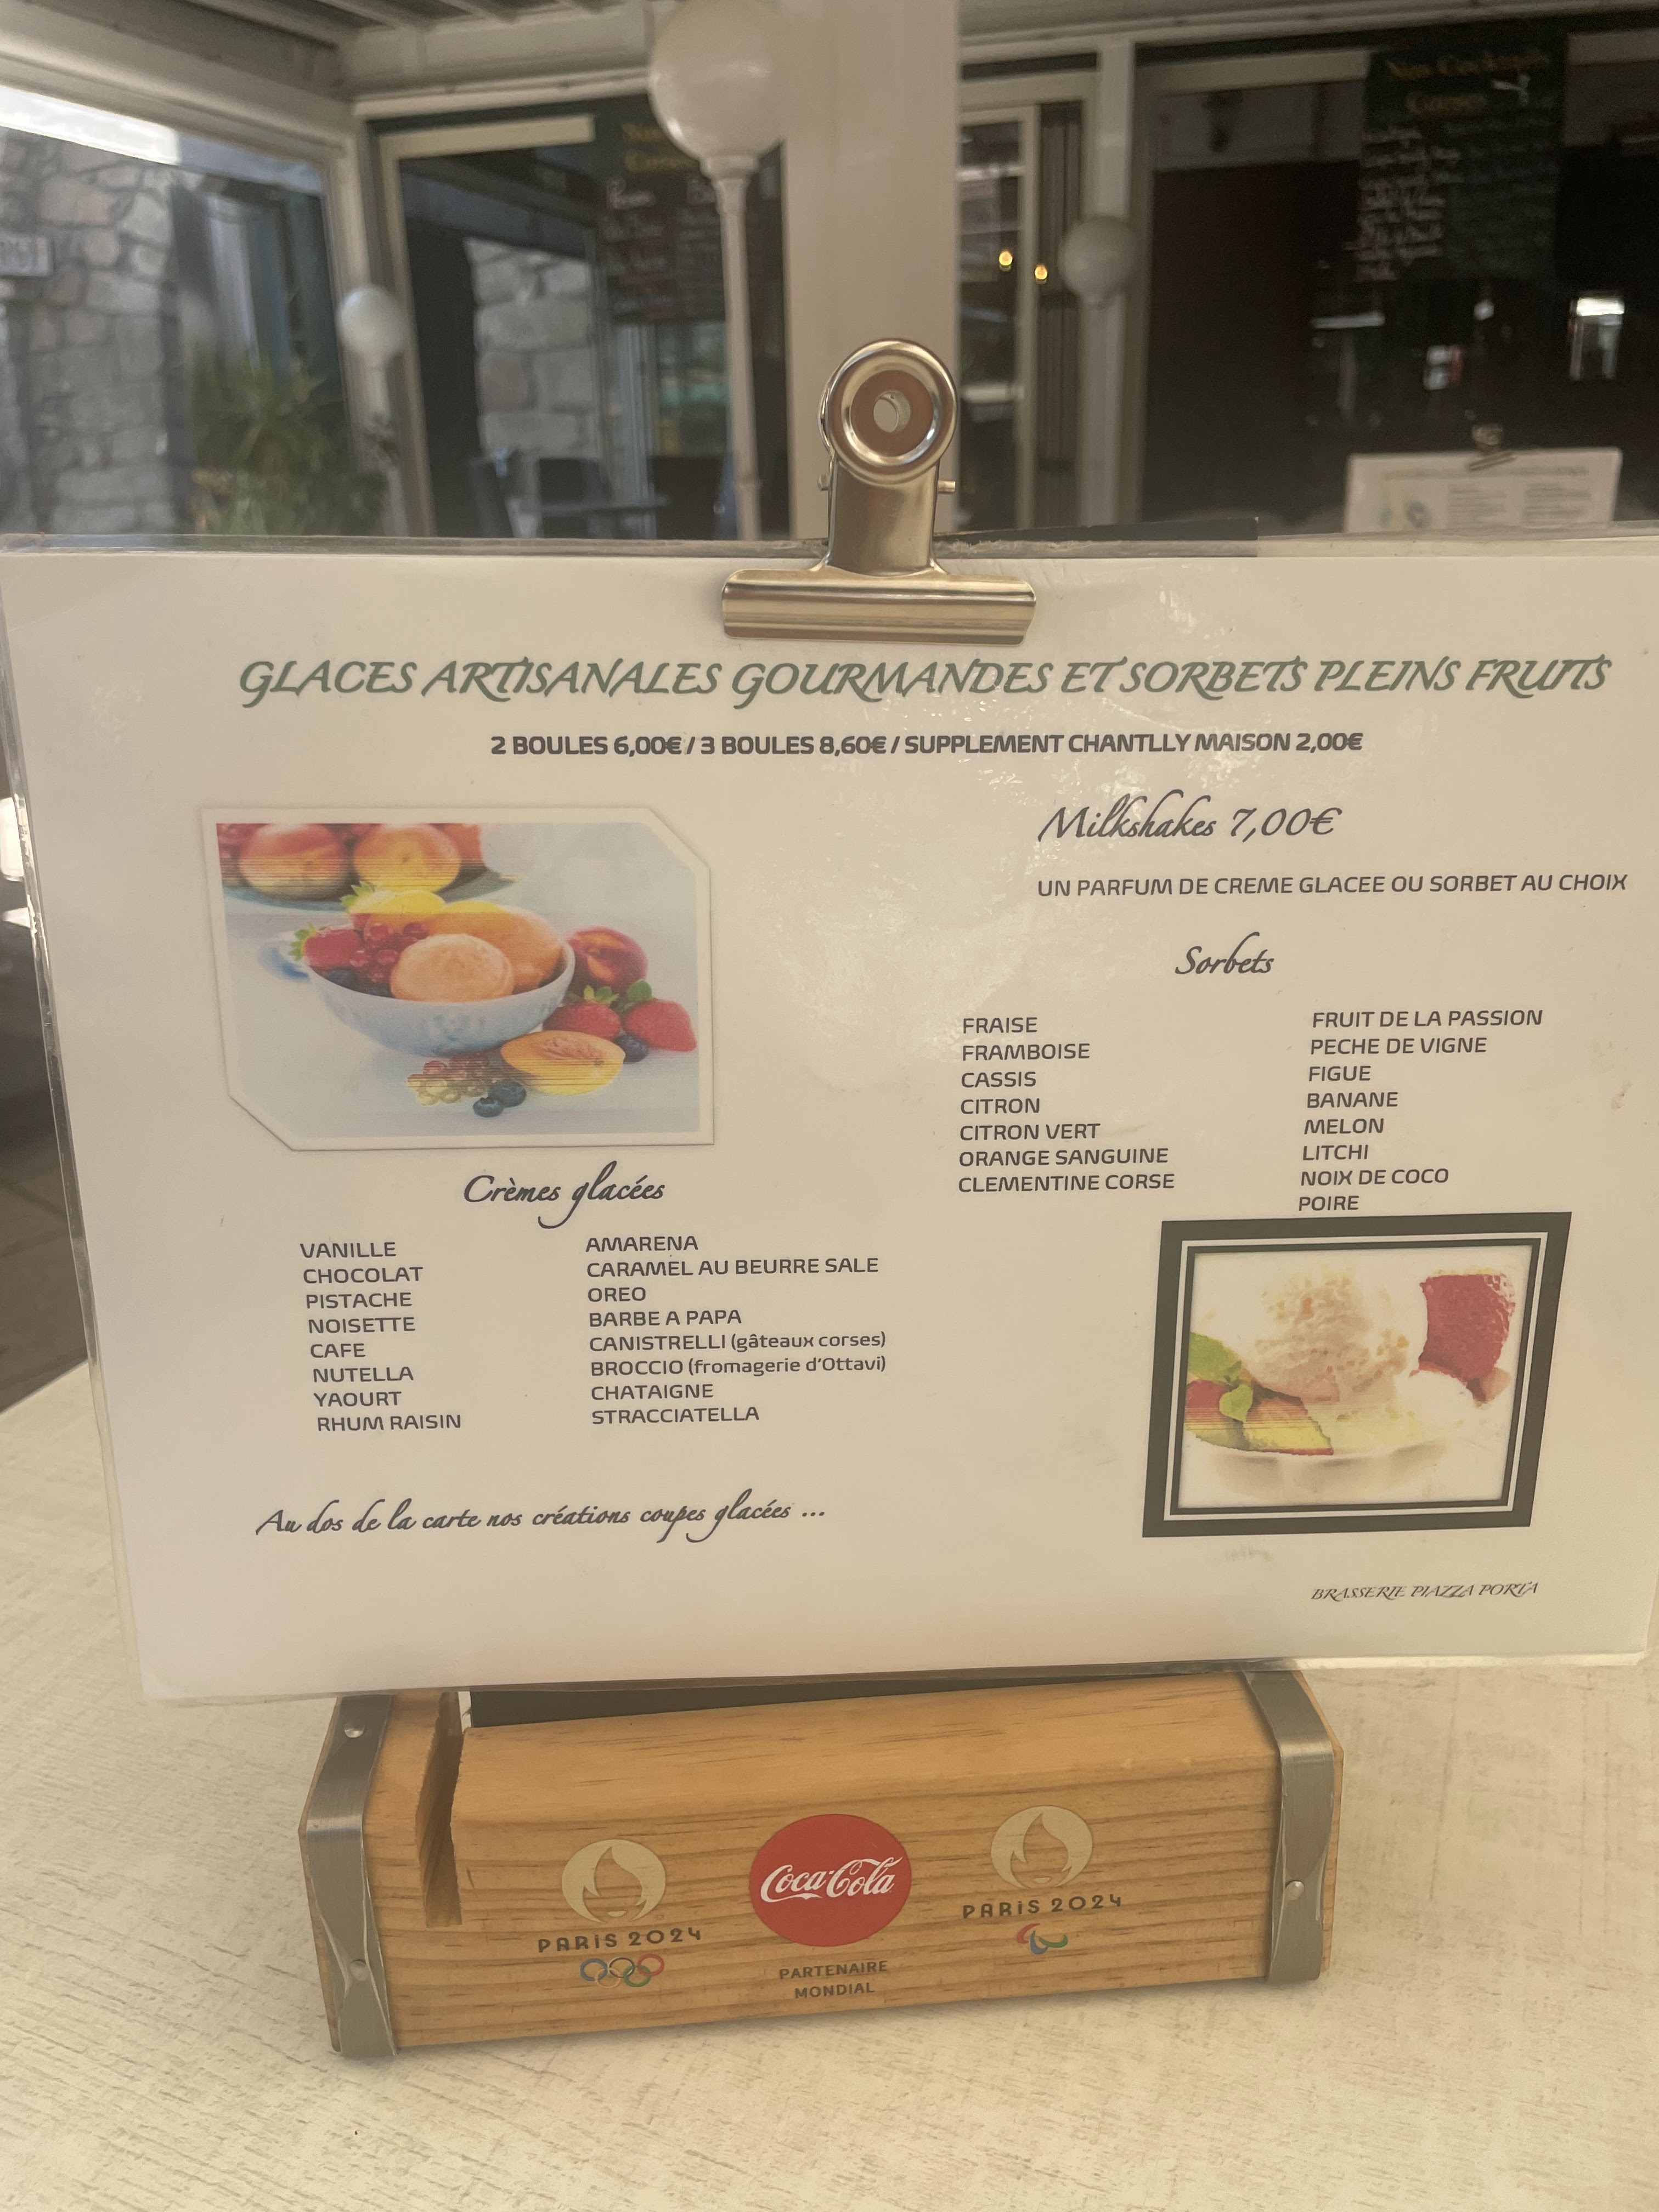 GLACES ARTISANALES GOURMANDES ET SORBETS PLEINS FRUITS
2 BOULES 6,00€ / 3 BOULES 8,60€ / SUPPLEMENT CHANTLLY MAISON 2,00€
Milkshakes 7,00€
UN PARFUM DE CREME GLACEE OU SORBET AU CHOIX
Sorbets
FRAISE
FRAMBOISE
CASSIS
CITRON
CITRON VERT
ORANGE SANGUINE
CLEMENTINE CORSE
FRUIT DE LA PASSION
PECHE DE VIGNE
FIGUE
BANANE
MELON
LITCHI
NOIX DE COCO
POIRE
Crèmes glacées
VANILLE
CHOCOLAT
PISTACHE
NOISETTE
CAFE
NUTELLA
YAOURT
RHUM RAISIN
AMARENA
CARAMEL AU BEURRE SALE
OREO
BARBE A PAPA
CANISTRELLI (gâteaux corses)
BROCCIO (fromagerie d'Ottavi)
CHATAIGNE
STRACCIATELLA
Au dos de la carte nos créations coupes glacées ...
BRASSERIE PIAZZA PORTA
PARIS 2024
Coca-Cola
PARTENAIRE
MONDIAL
PARIS 2024